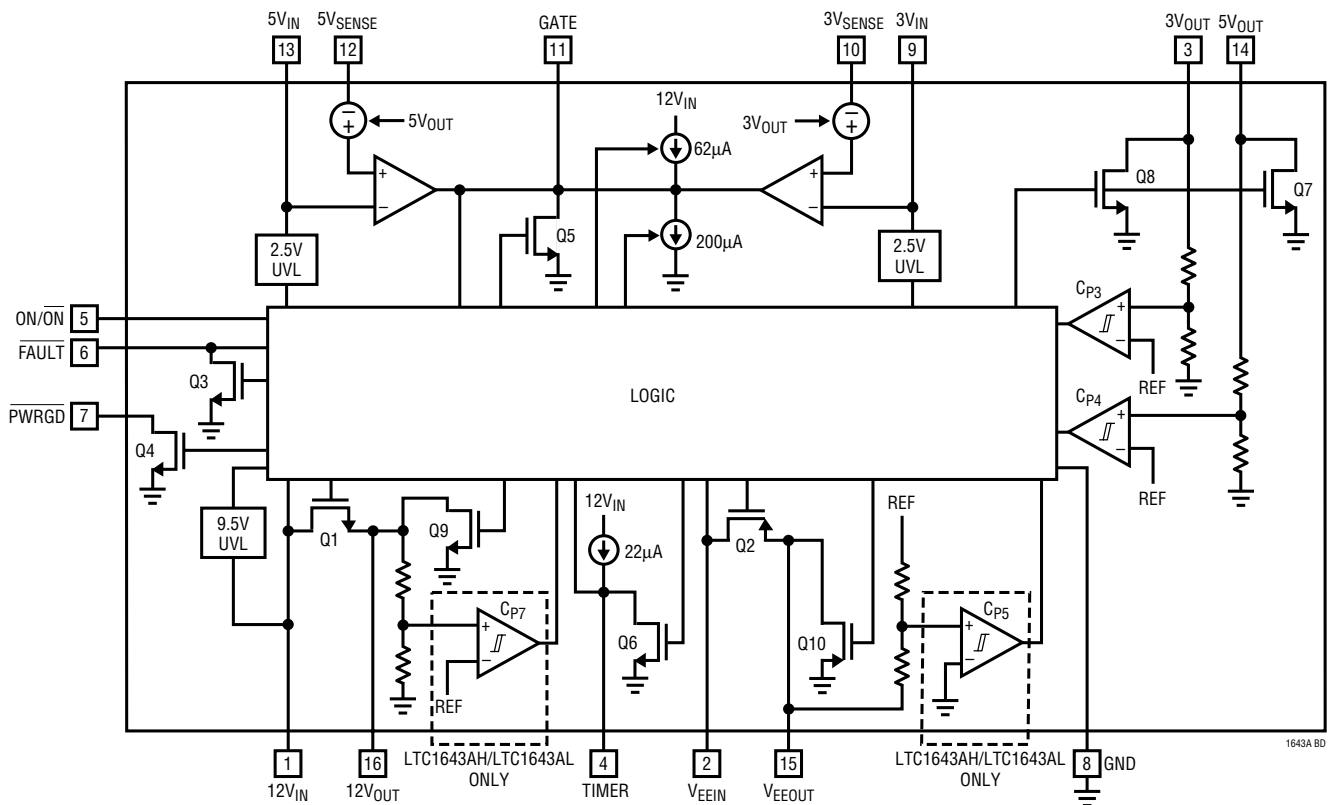 5VIN
5VSENSE
GATE
3VSENSE
3VIN
3VOUT
5VOUT
13
12
11
10
9
3
14
12VIN
−
+
5VOUT
3VOUT
−
+
62µA
+
−
+
−
Q8
Q7
Q5
200µA
2.5V
UVL
2.5V
UVL
CP3
+
−
REF
ON/ON
5
FAULT
6
Q3
LOGIC
PWRGD
7
Q4
CP4
+
−
REF
9.5V
UVL
Q1
Q9
12VIN
22µA
Q2
REF
CP7
+
−
REF
Q6
Q10
CP5
+
−
1643A BD
1
16
LTC1643AH/LTC1643AL
ONLY
4
2
15
LTC1643AH/LTC1643AL
ONLY
8
GND
12VIN
12VOUT
TIMER
VEEIN
VEEOUT